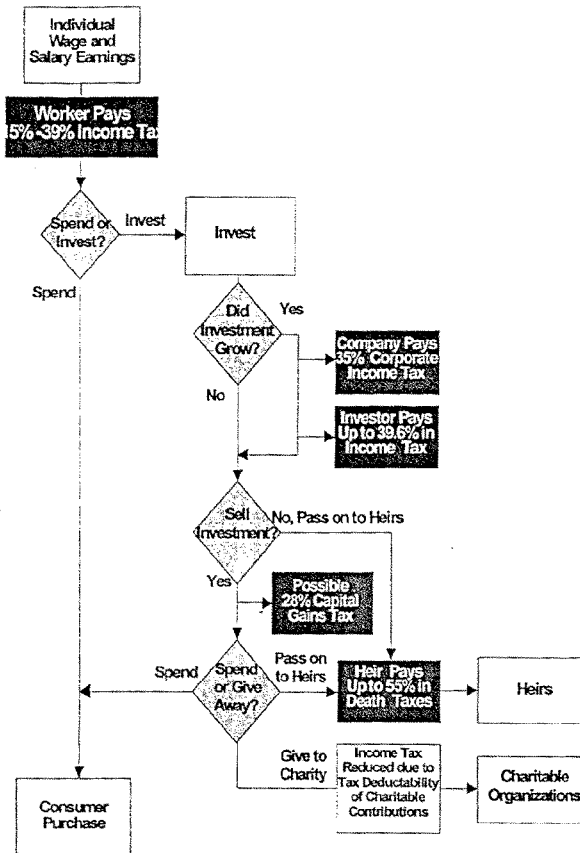 Individual
Wage and
Salary Earnings
Worker Pays
15% -39% Income Tax
Spend or
Invest?
Invest
Invest
Spend
Did
Investment
Grow?
Yes
Company Pays
35% Corporate
Income Tax
No
Investor Pays
Up to 39.6% in
Income Tax
Sell
Investment?
No, Pass on to Heirs
Yes
Possible
28% Capital
Gains Tax
Spend
Spend
or Give
Away?
Pass on
to Heirs
Heir Pays
Up to 55% in
Death Taxes
Heirs
Give to
Charity
Income Tax
Reduced due to
Tax Deductability
of Charitable
Contributions
Charitable
Organizations
Consumer
Purchase